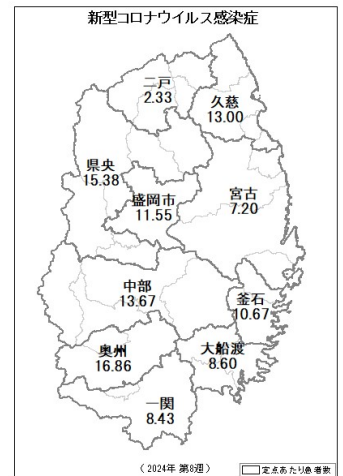 新型コロナウイルス感染症
二戸
2.33
久慈
13.00
県央
15.38
盛岡市
11.55
宮古
7.20
中部
13.67
釜石
10.67
奥州
16.86
大船渡
8.60
一関
8.43
（2024年 第8週）
定点あたり患者数